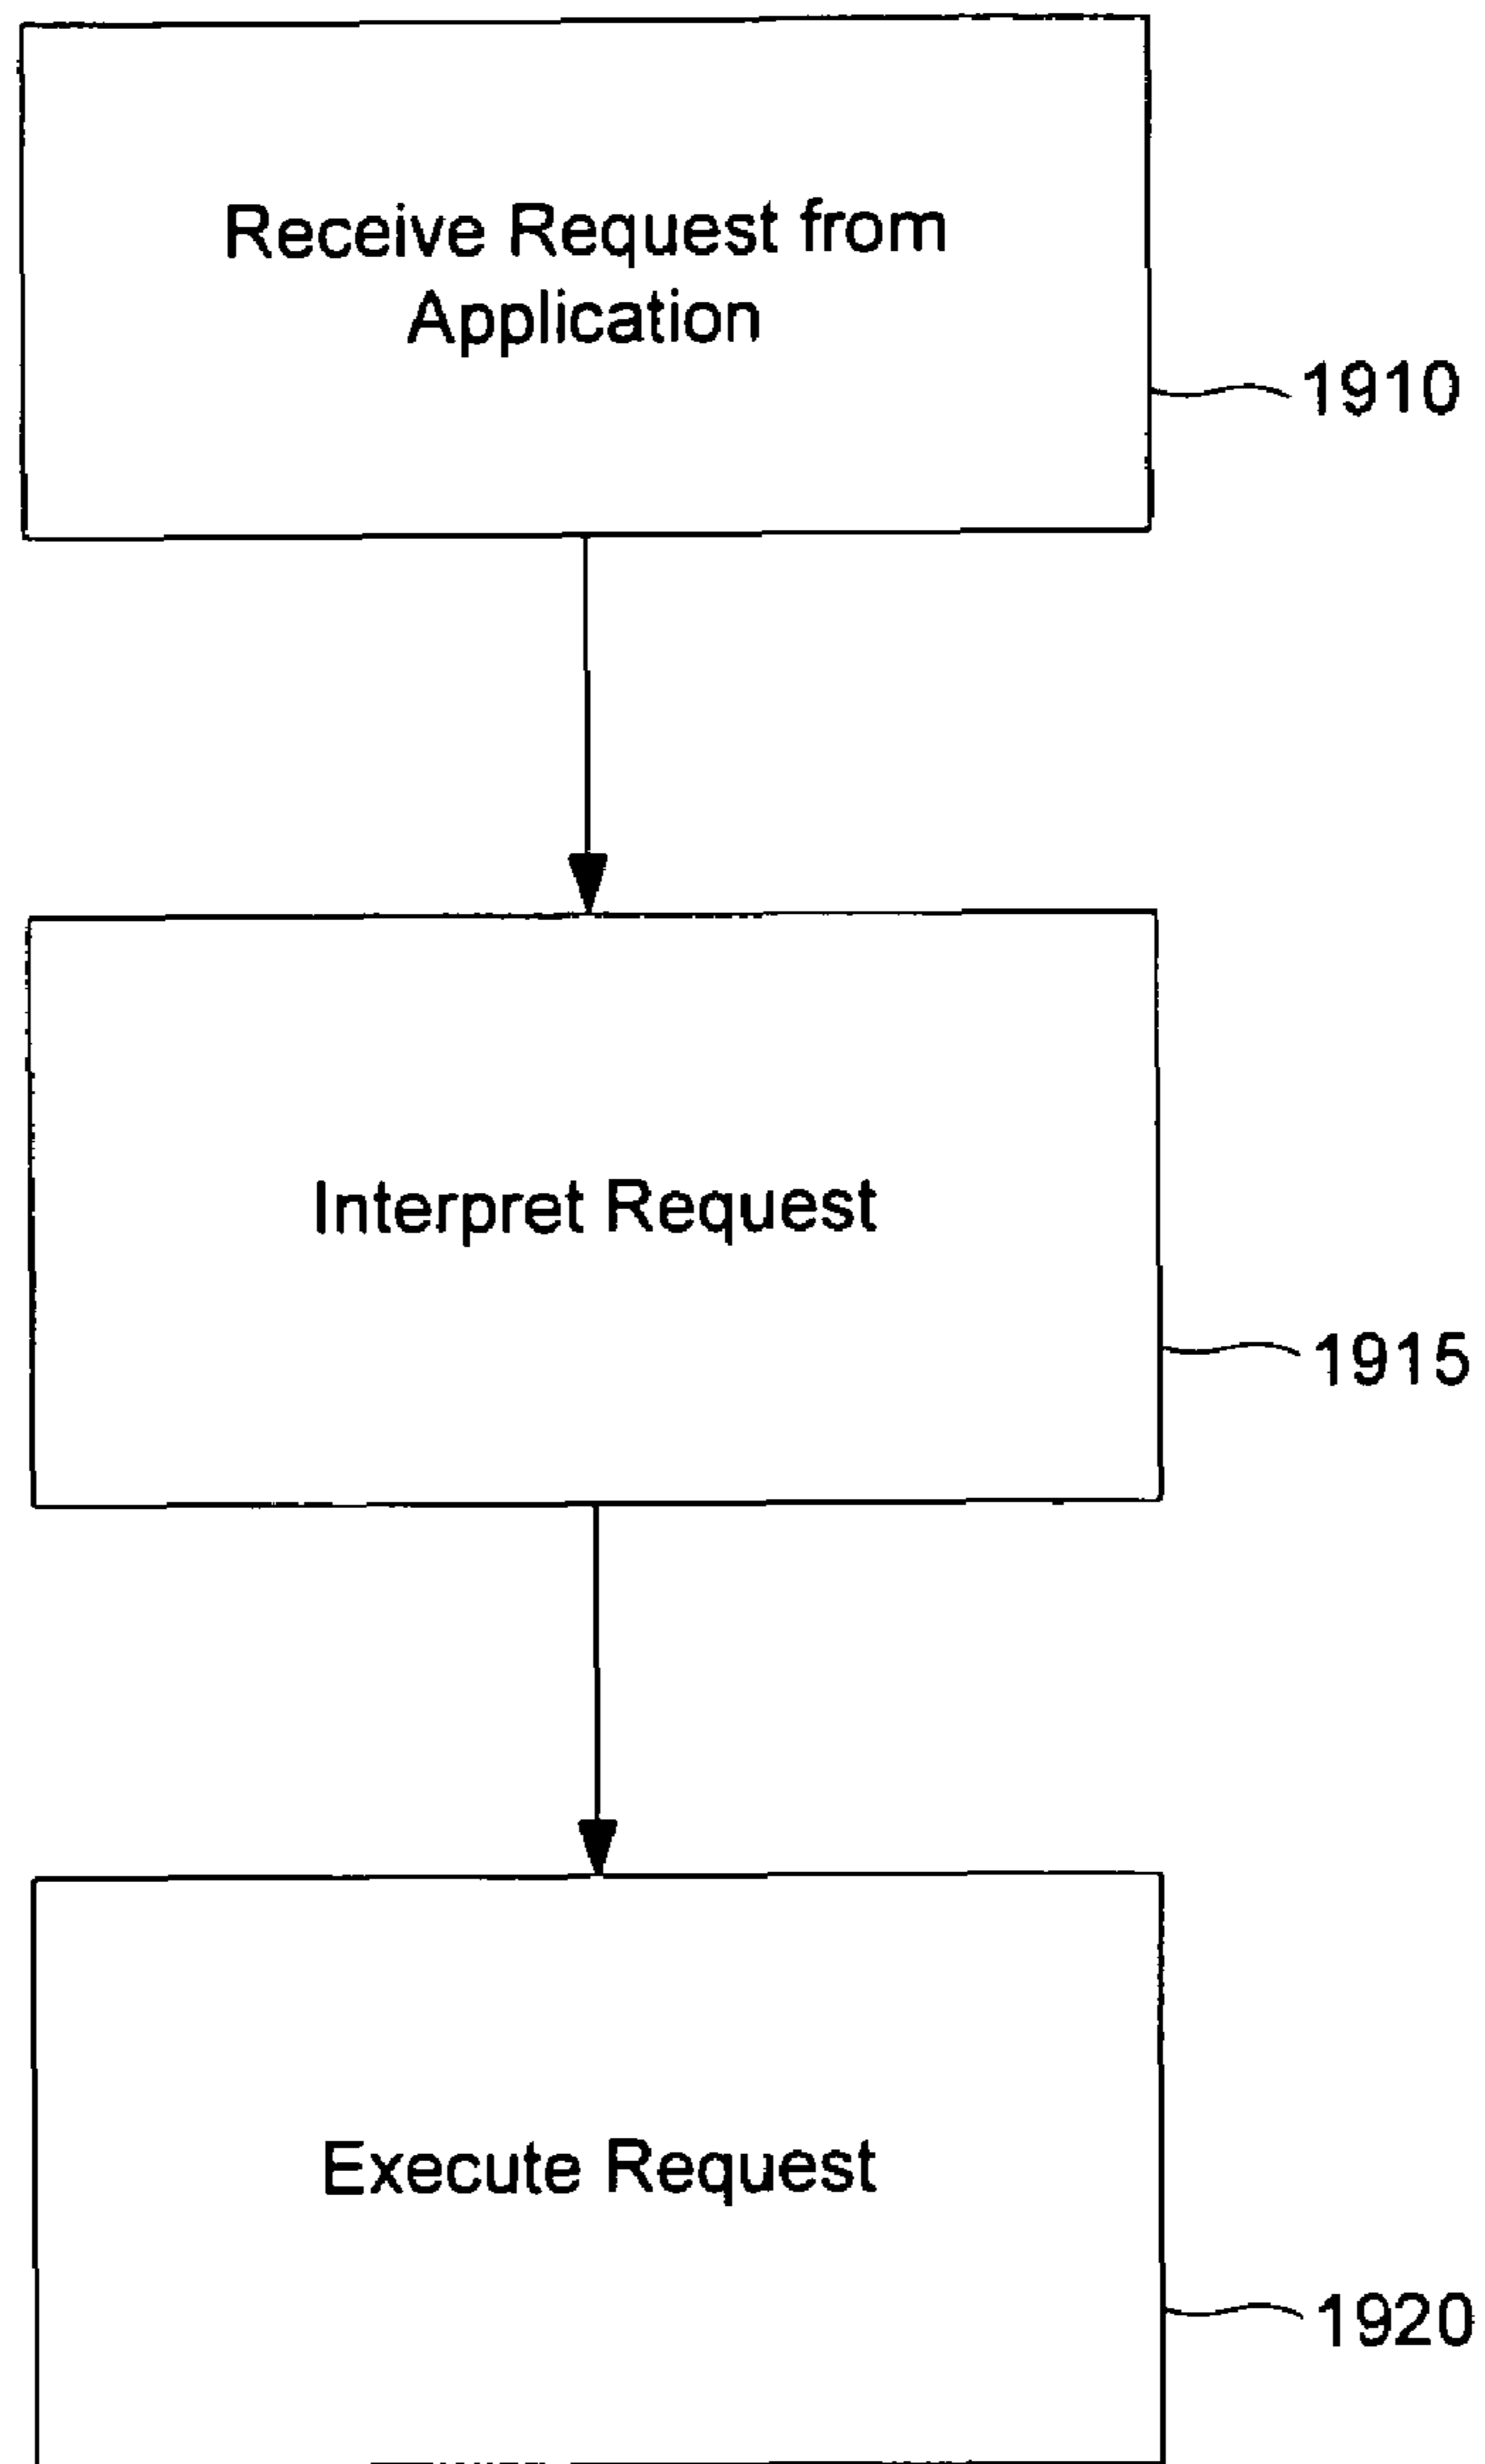 Receive Request from
Application
1910
Interpret Request
1915
Execute Request
1920